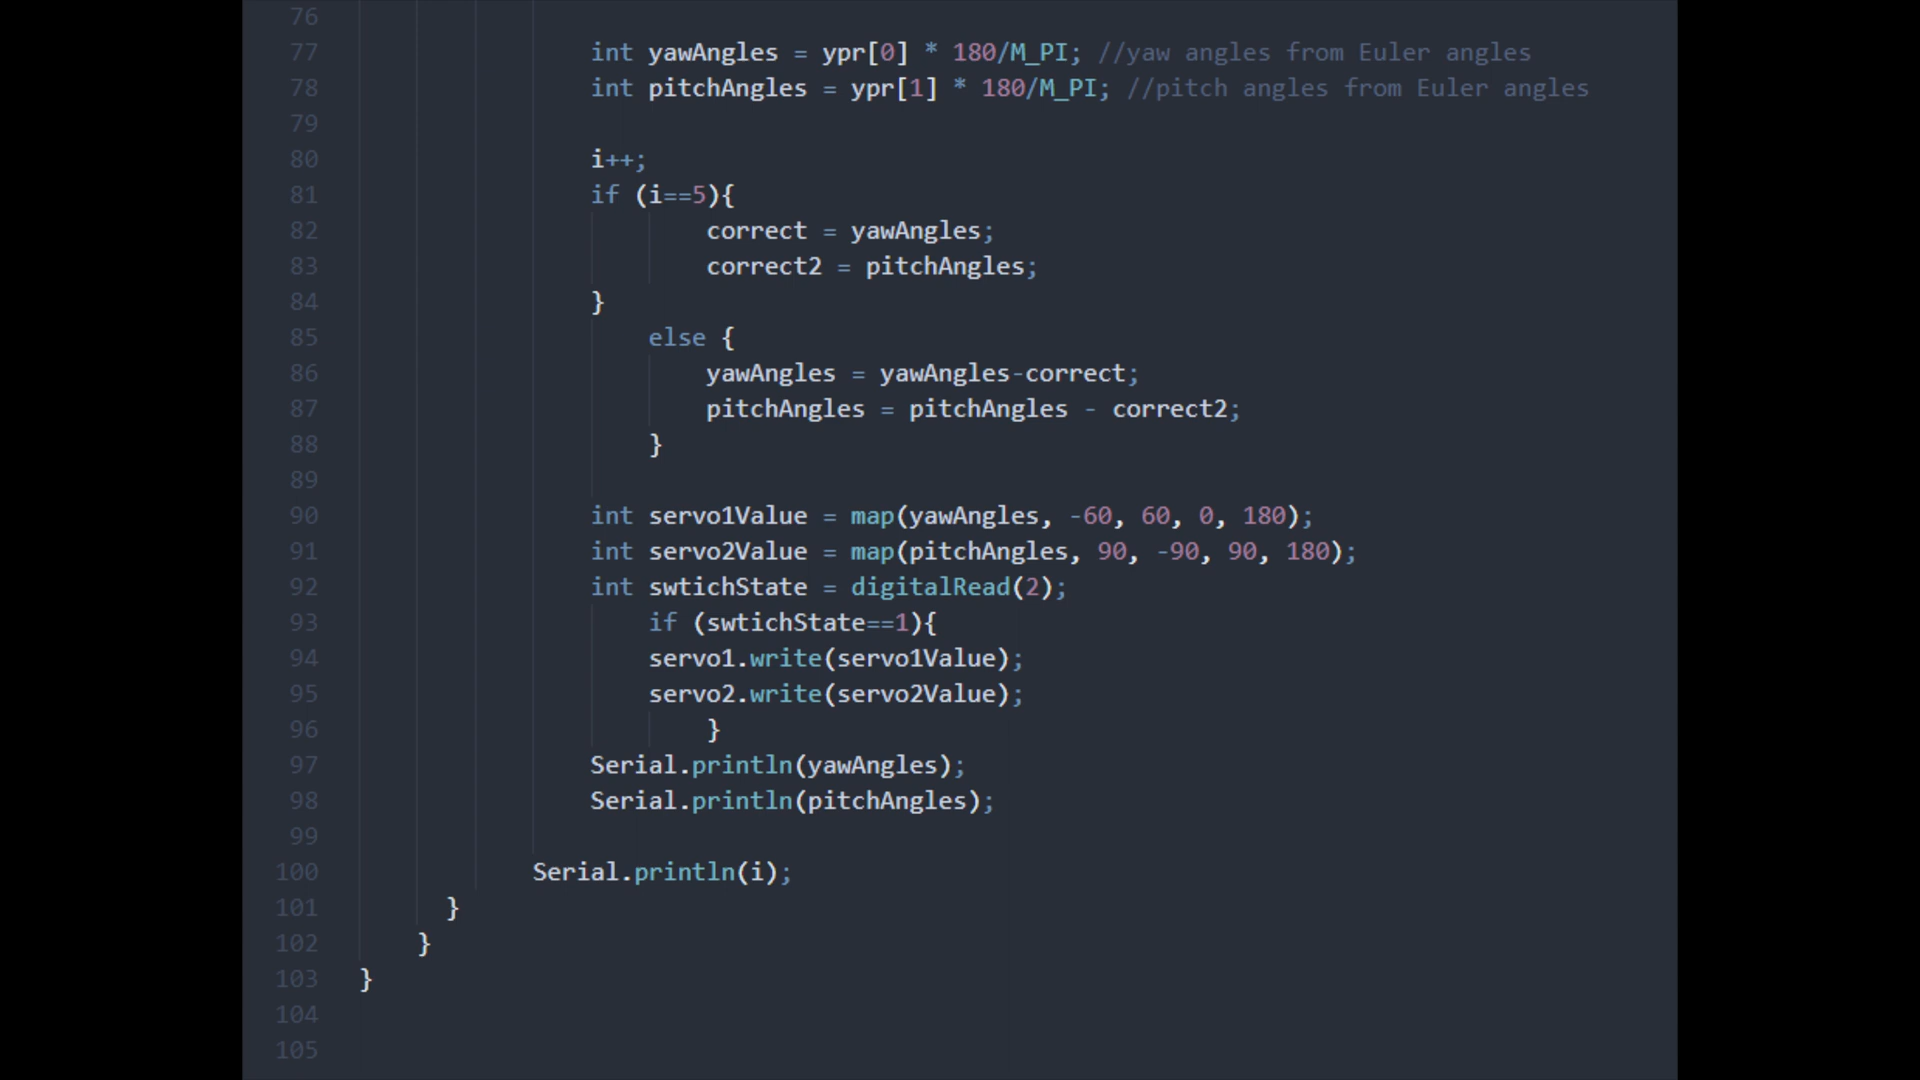 76
77 int yawAngles = ypr[0] * 180/M_PI; //yaw angles from Euler angles
78 int pitchAngles = ypr[1] * 180/M_PI; //pitch angles from Euler angles
79
80 i++;
81 if (i==5){
82 correct = yawAngles;
83 correct2 = pitchAngles;
84 }
85 else {
86 yawAngles = yawAngles-correct;
87 pitchAngles = pitchAngles - correct2;
88 }
89
90 int servo1Value = map(yawAngles, -60, 60, 0, 180);
91 int servo2Value = map(pitchAngles, 90, -90, 90, 180);
92 int swtichState = digitalRead(2);
93 if (swtichState==1){
94 servo1.write(servo1Value);
95 servo2.write(servo2Value);
96 }
97 Serial.println(yawAngles);
98 Serial.println(pitchAngles);
99
100 Serial.println(i);
101 }
102 }
103 }
104
105